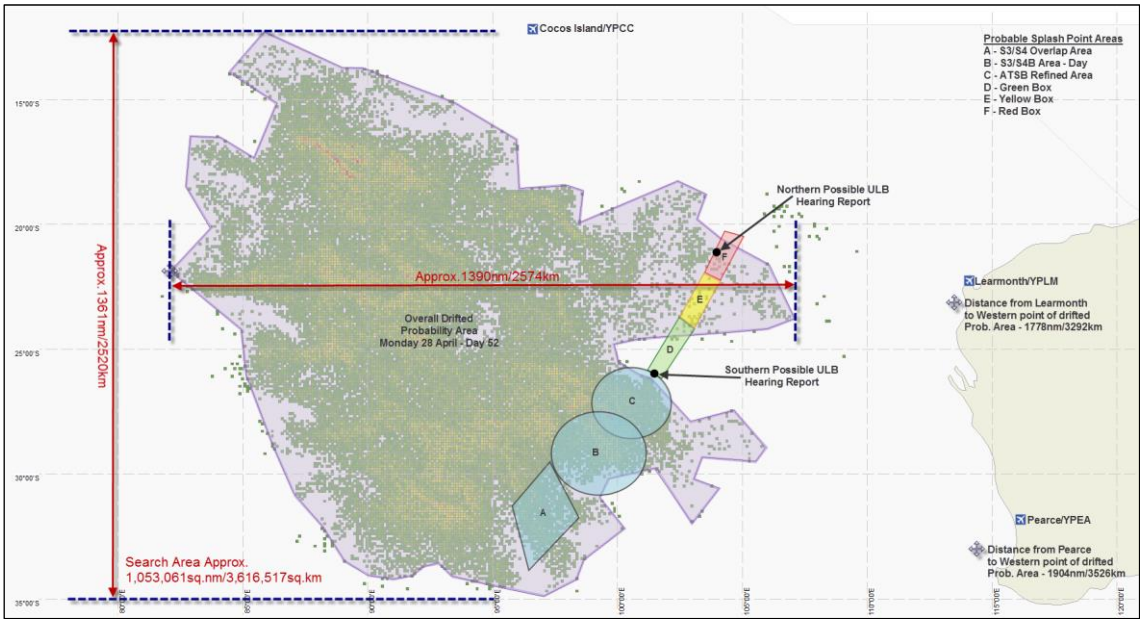 Cocos Island/YPCC
Probable Splash Point Areas
A - S3/S4 Overlap Area
B - S3/S4B Area - Day
C - ATSB Refined Area
D - Green Box
E - Yellow Box
F - Red Box
15°00'S
Northern Possible ULB
Hearing Report
20°00'S
F
Approx.1390nm/2574km
Approx.1361nm/2520km
Learmonth/YPLM
E
Distance from Learmonth
to Western point of drifted
Prob. Area - 1778nm/3292km
Overall Drifted
Probability Area
Monday 28 April - Day 52
25°00'S
D
Southern Possible ULB
Hearing Report
C
B
30°00'S
A
Pearce/YPEA
Distance from Pearce
to Western point of drifted
Prob. Area - 1904nm/3526km
Search Area Approx.
1,053,061sq.nm/3,616,517sq.km
35°00'S